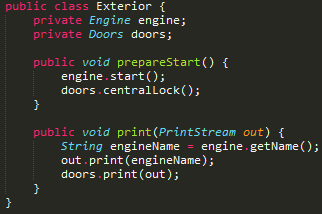 public class Exterior {
    private Engine engine;
    private Doors doors;

    public void prepareStart() {
        engine.start();
        doors.centralLock();
    }

    public void print(PrintStream out) {
        String engineName = engine.getName();
        out.print(engineName);
        doors.print(out);
    }
}